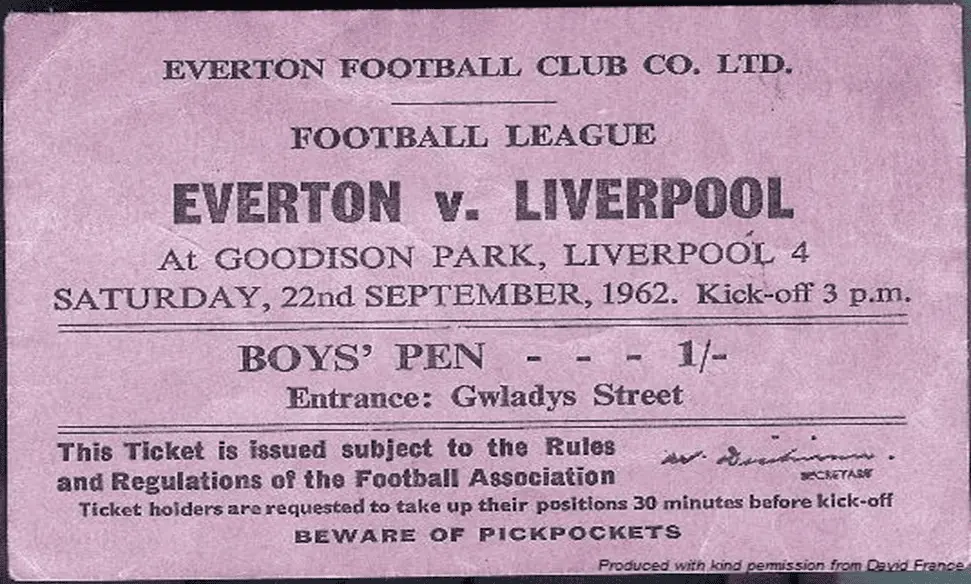 EVERTON FOOTBALL CLUB CO. LTD.
FOOTBALL LEAGUE
EVERTON v. LIVERPOOL
At GOODISON PARK, LIVERPOOL 4
SATURDAY, 22nd SEPTEMBER, 1962. Kick-off 3 p.m.
BOYS' PEN - - - 1/-
Entrance: Gwladys Street
This Ticket is issued subject to the Rules
and Regulations of the Football Association
SECRETARY
Ticket holders are requested to take up their positions 30 minutes before kick-off
BEWARE OF PICKPOCKETS
Produced with kind permission from David France